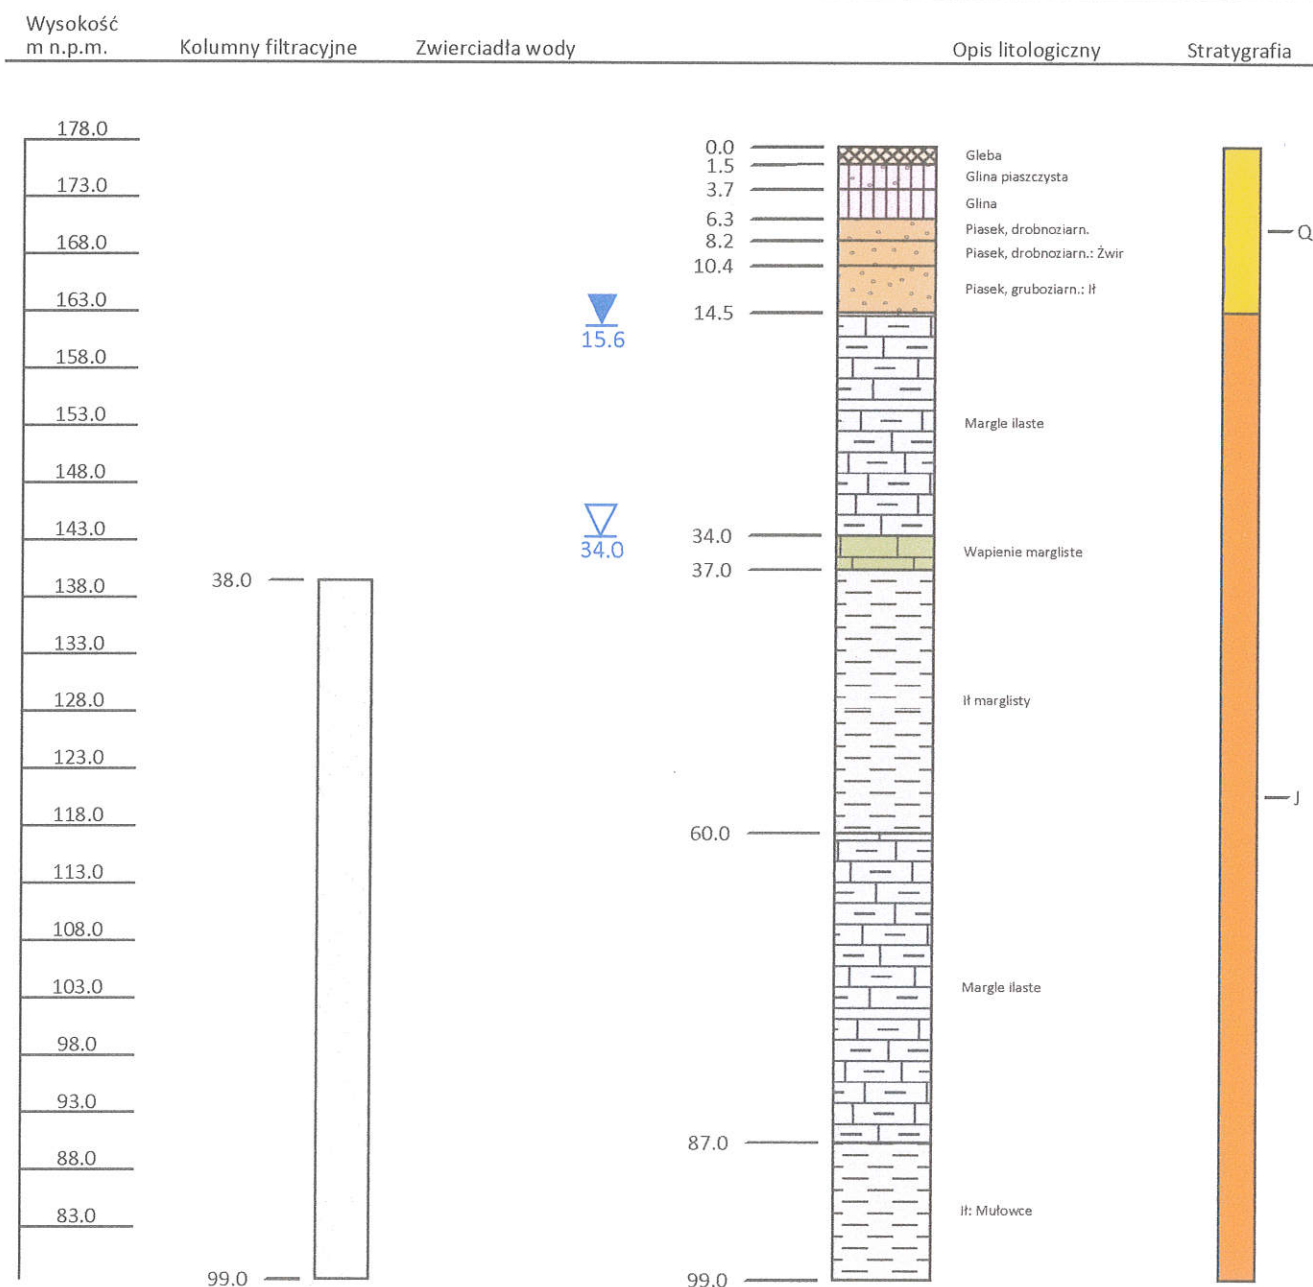 Wysokość
m n.p.m.
Kolumny filtracyjne
Zwierciadła wody
Opis litologiczny
Stratygrafia
178.0
173.0
168.0
163.0
158.0
153.0
148.0
143.0
138.0
133.0
128.0
123.0
118.0
113.0
108.0
103.0
98.0
93.0
88.0
83.0
38.0
99.0
15.6
34.0
0.0
1.5
3.7
6.3
8.2
10.4
14.5
34.0
37.0
60.0
87.0
99.0
Gleba
Glina piaszczysta
Glina
Piasek, drobnoziarn.
Piasek, drobnoziarn.: Żwir
Piasek, gruboziarn.: Ił
Margle ilaste
Wapienie margliste
Ił marglisty
Margle ilaste
Ił: Mułowce
Q
J